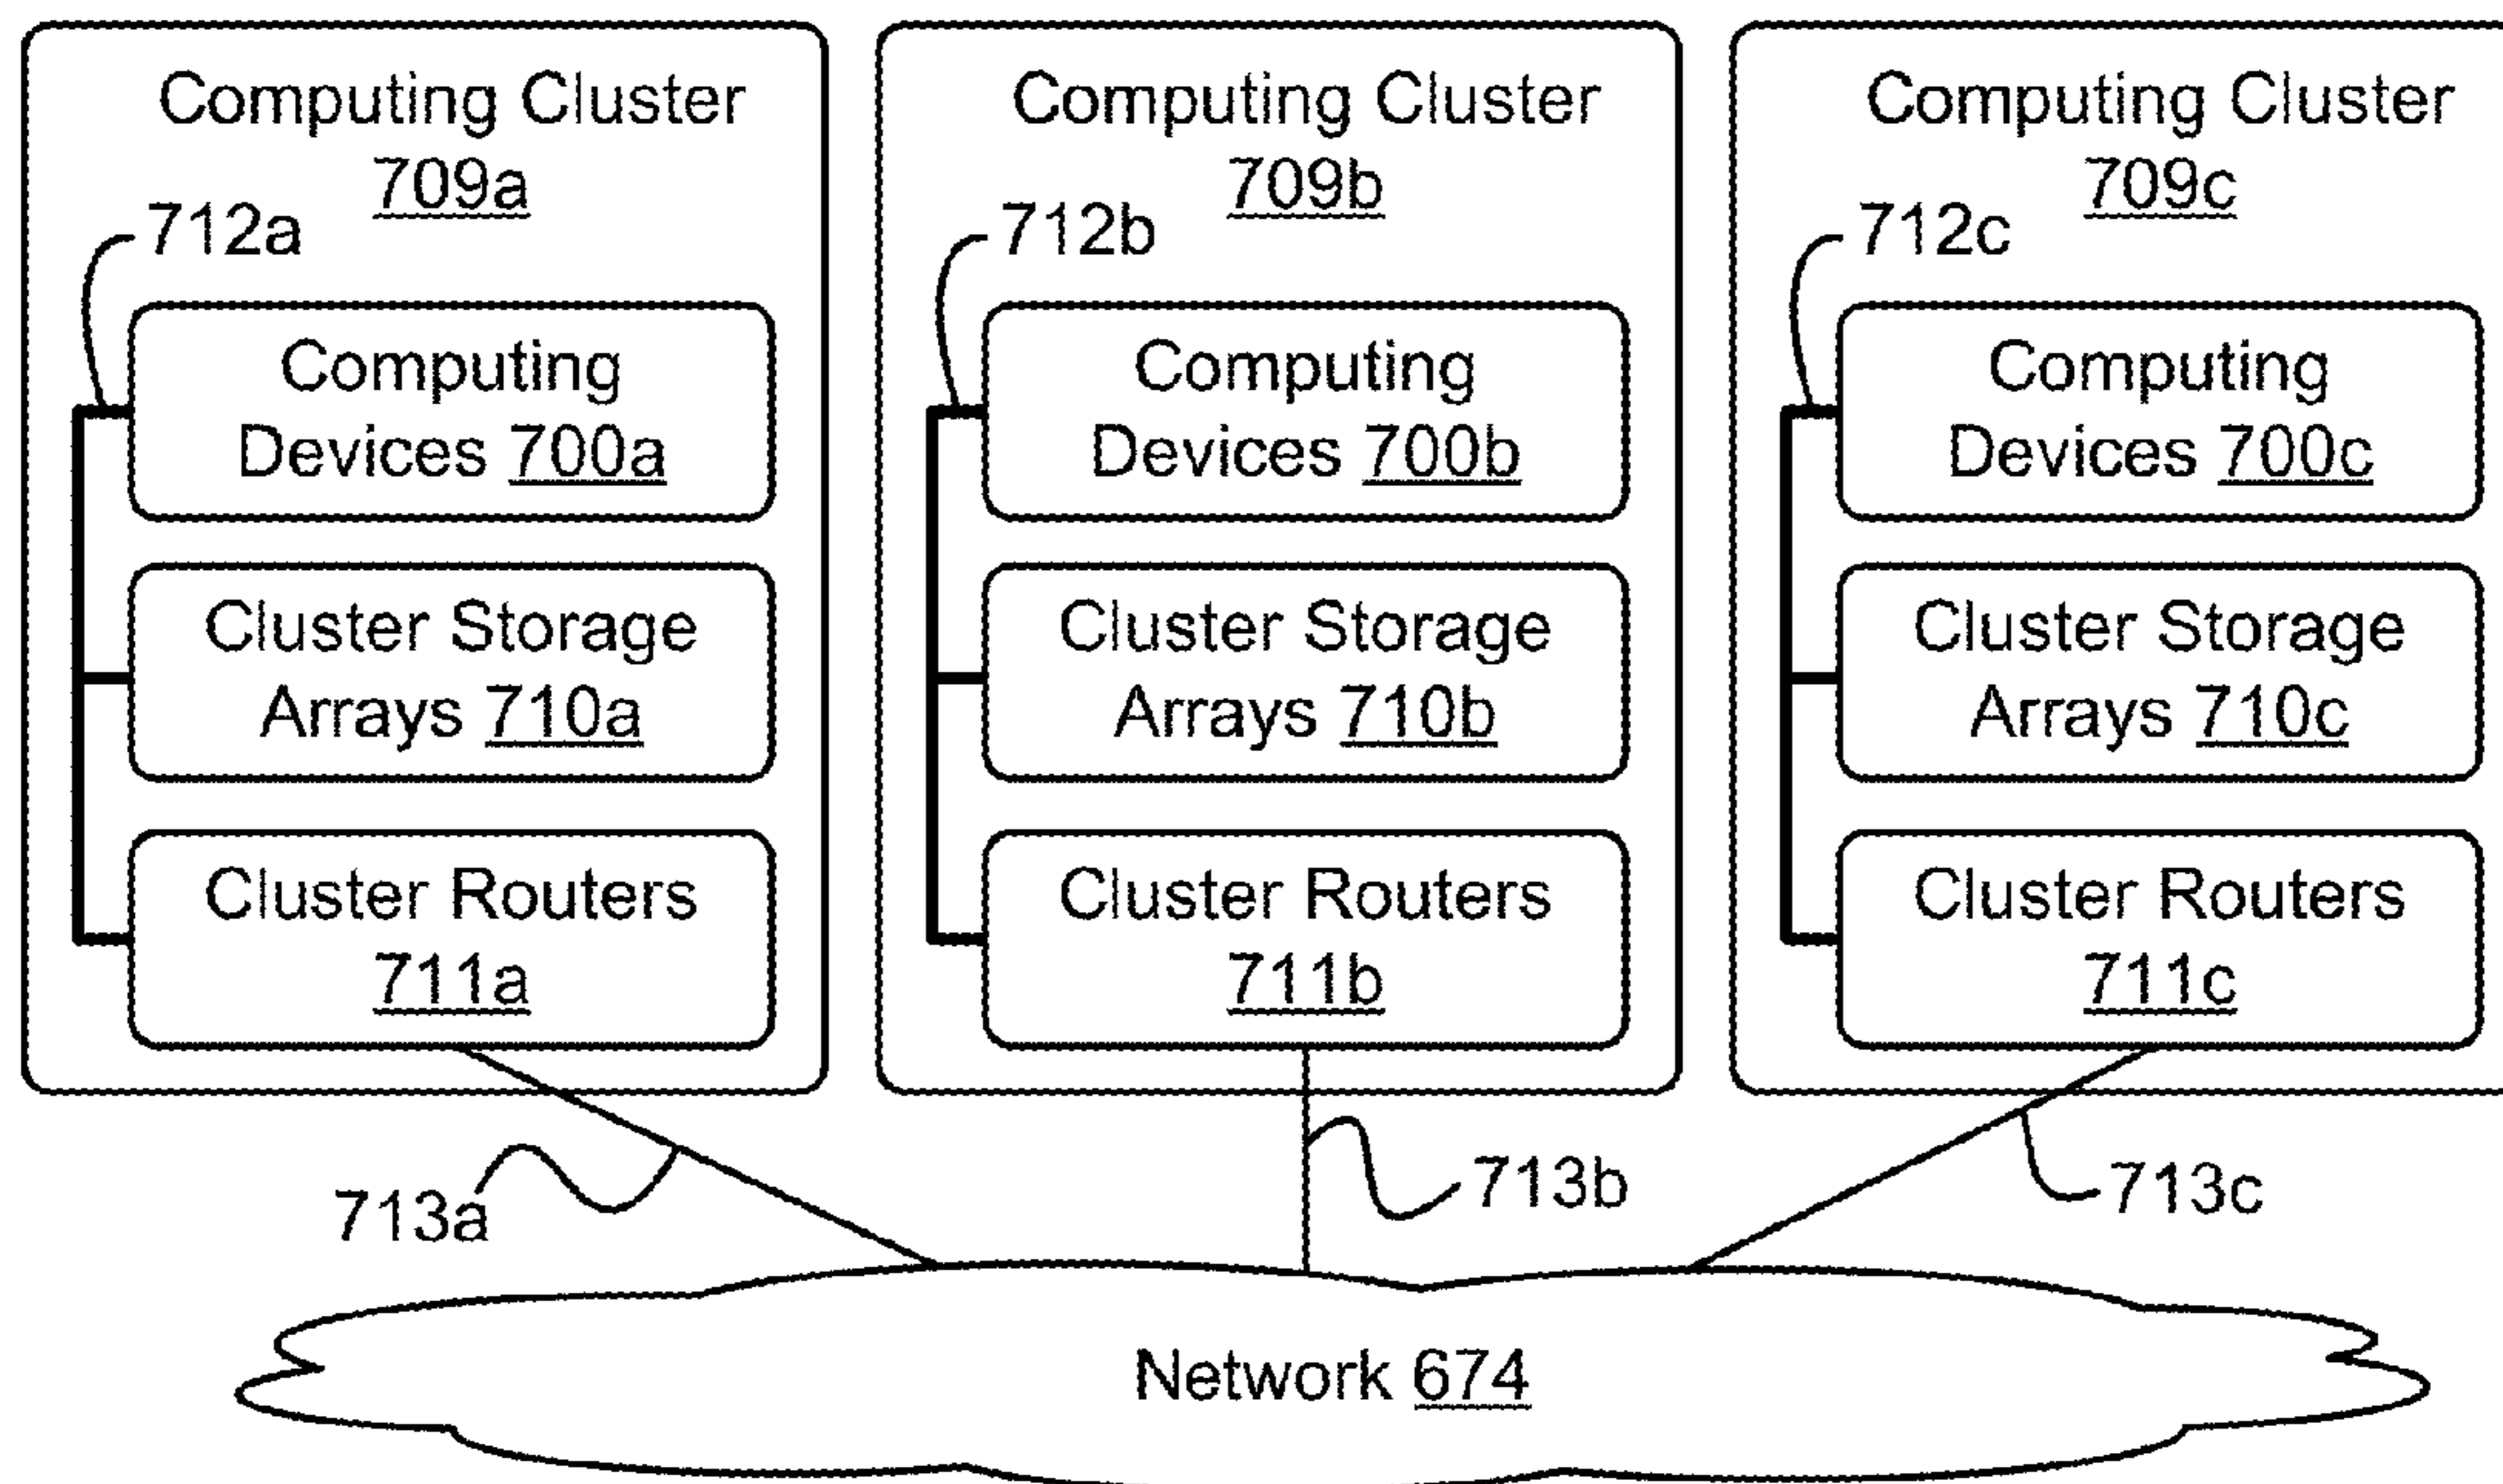 Computing Cluster
709a
712a
Computing
Devices 700a
Cluster Storage
Arrays 710a
Cluster Routers
711a
Computing Cluster
709b
712b
Computing
Devices 700b
Cluster Storage
Arrays 710b
Cluster Routers
711b
Computing Cluster
709c
712c
Computing
Devices 700c
Cluster Storage
Arrays 710c
Cluster Routers
711c
713a
713b
713c
Network 674